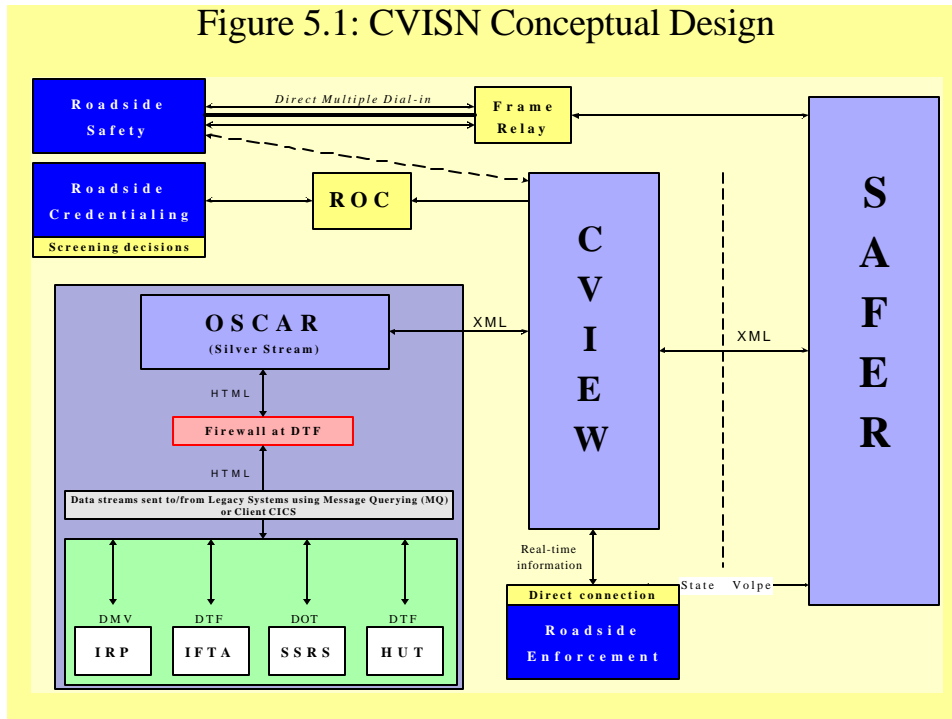 Figure 5.1: CVISN Conceptual Design
Roadside
Safety
Direct Multiple Dial-in
Frame
Relay
SAFER
Roadside
Credentialing
Screening decisions
ROC
CVIEW
OSCAR
(Silver Stream)
XML
XML
HTML
Firewall at DTF
HTML
Data streams sent to/from Legacy Systems using Message Querying (MQ)
or Client CICS
Real-time
information
State Volpe
Direct connection
Roadside
Enforcement
DMV
DTF
DOT
DTF
IRP
IFTA
SSRS
HUT